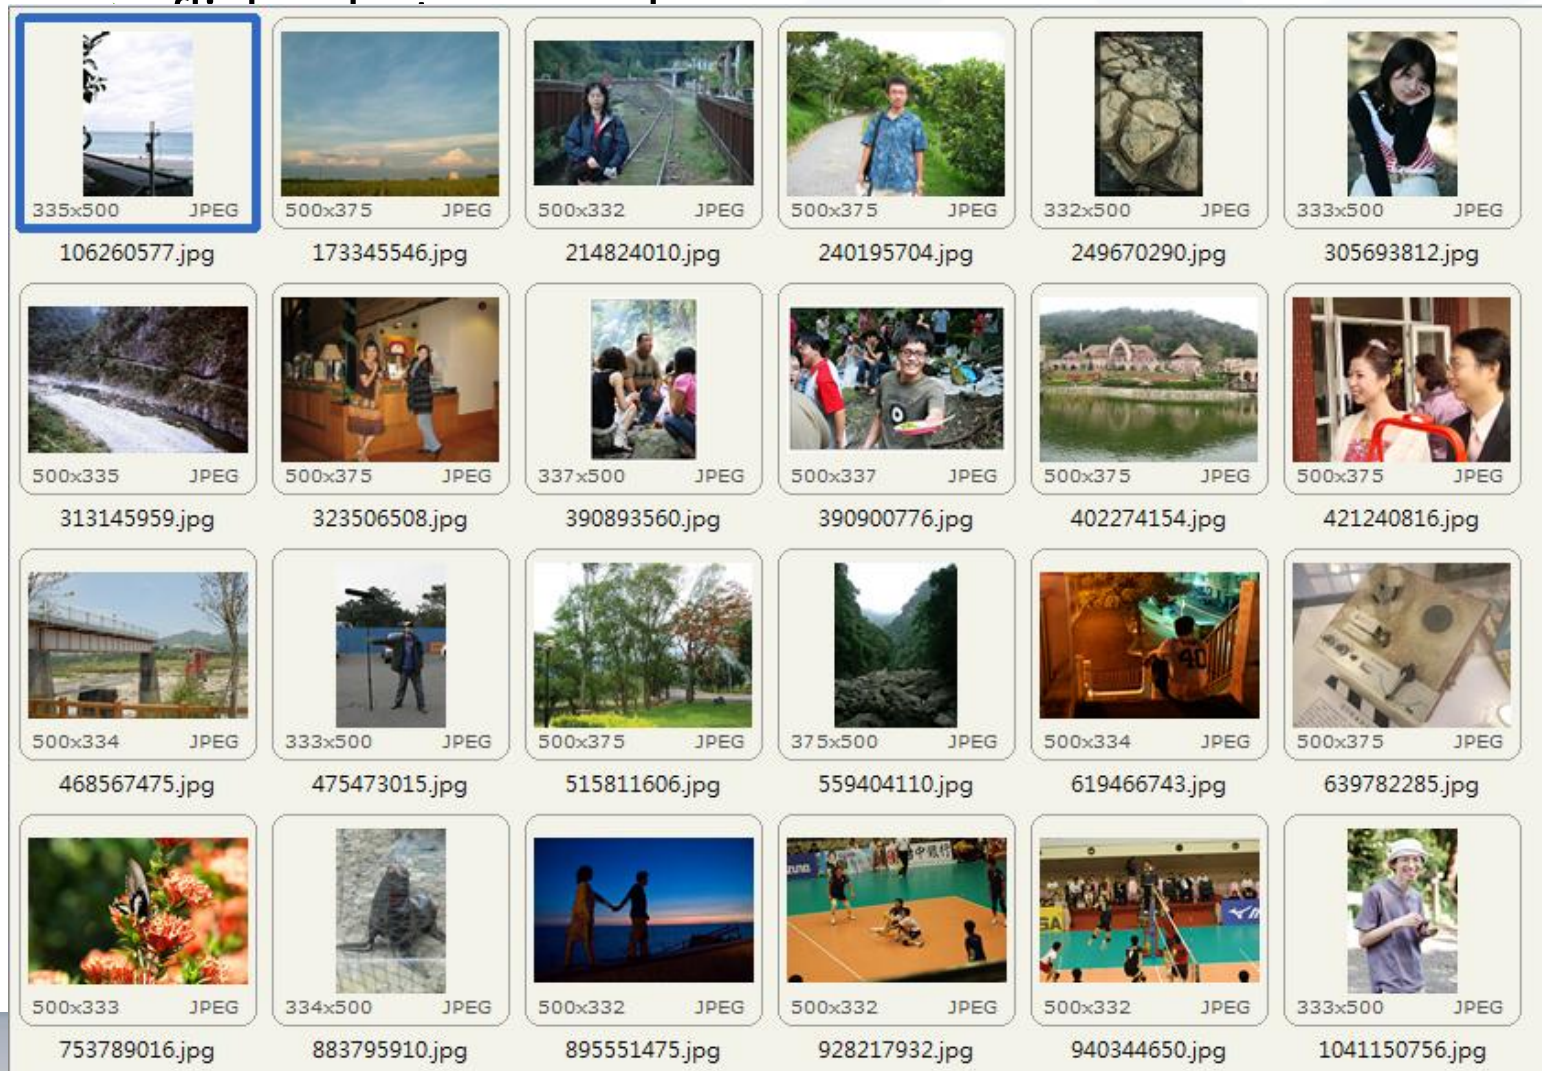 335x500 JPEG 500x375 JPEG 500x332 JPEG 500x375 JPEG 332x500 JPEG 333x500 JPEG
106260577.jpg 173345546.jpg 214824010.jpg 240195704.jpg 249670290.jpg 305693812.jpg
500x335 JPEG 500x375 JPEG 337x500 JPEG 500x337 JPEG 500x375 JPEG 500x375 JPEG
313145959.jpg 323506508.jpg 390893560.jpg 390900776.jpg 402274154.jpg 421240816.jpg
40
500x334 JPEG 333x500 JPEG 500x375 JPEG 375x500 JPEG 500x334 JPEG 500x375 JPEG
468567475.jpg 475473015.jpg 515811606.jpg 559404110.jpg 619466743.jpg 639782285.jpg
中銀行
500x333 JPEG 334x500 JPEG 500x332 JPEG 500x332 JPEG 500x332 JPEG 333x500 JPEG
753789016.jpg 883795910.jpg 895551475.jpg 928217932.jpg 940344650.jpg 1041150756.jpg